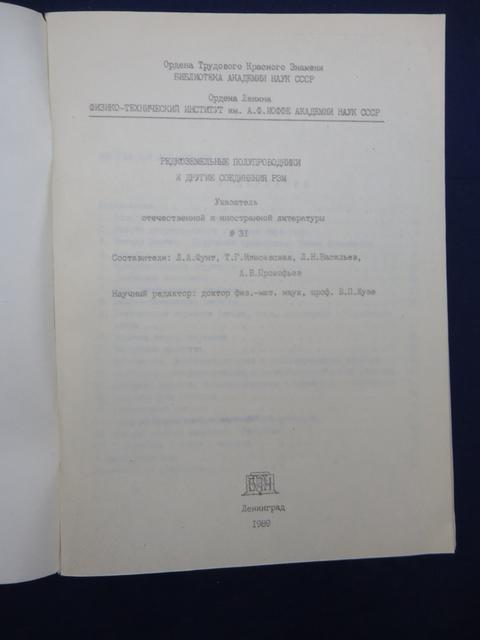 Ордена Трудового Красного Знамени
БИБЛИОТЕКА АКАДЕМИИ НАУК СССР
Ордена Ленина
ФИЗИКО-ТЕХНИЧЕСКИЙ ИНСТИТУТ им. А.Ф.ИОФФЕ АКАДЕМИИ НАУК СССР
РЕДКОЗЕМЕЛЬНЫЕ ПОЛУПРОВОДНИКИ
И ДРУГИЕ СОЕДИНЕНИЯ РЗМ
Указатель
отечественной и иностранной литературы
№ 31
Составители: Л.А.Фунт, Т.Г. Л.Н.Васильев,
А.В.Прокофьев
Научный редактор: доктор физ.-мат. наук, проф. В.П.Жузе
БАН
Ленинград
1989